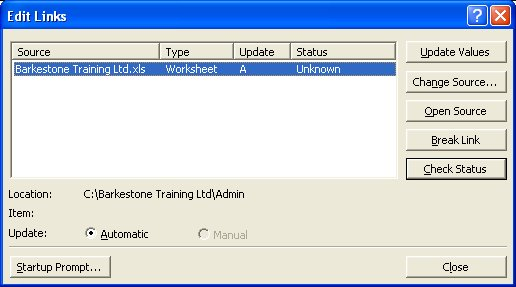 Edit Links
Source Type Update Status
Barkestone Training Ltd.xls Worksheet A Unknown
Update Values
Change Source...
Open Source
Break Link
Check Status
Location: C:\Barkestone Training Ltd\Admin
Item:
Update: Automatic Manual
Startup Prompt... Close